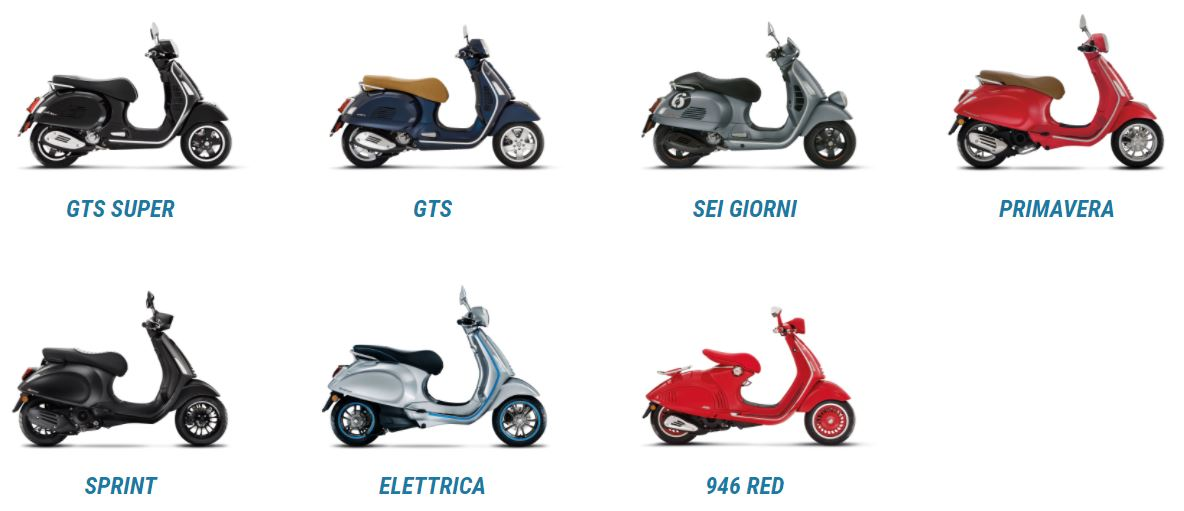 GTS SUPER
GTS
SEI GIORNI
PRIMAVERA
SPRINT
ELETTRICA
946 RED